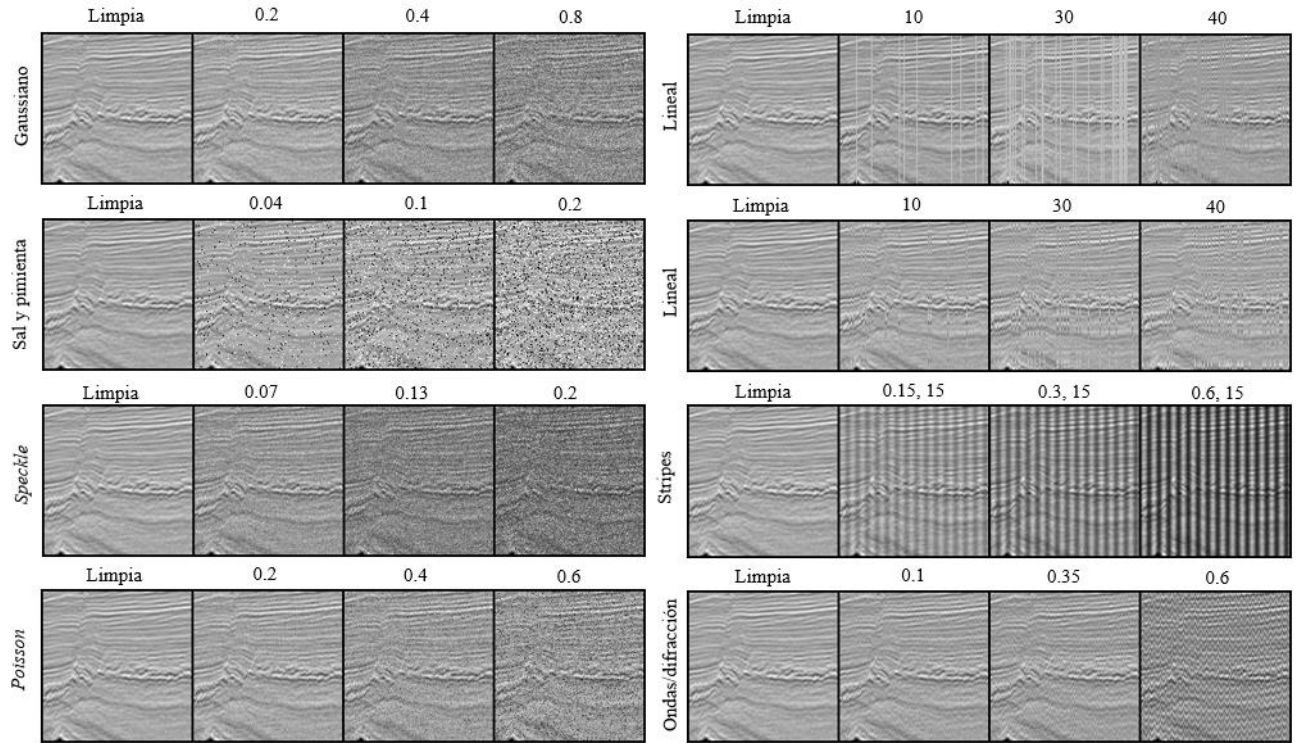 Limpia 0.2 0.4 0.8
Gaussiano
Limpia 0.04 0.1 0.2
Sal y pimienta
Limpia 0.07 0.13 0.2
Speckle
Limpia 0.2 0.4 0.6
Poisson
Limpia 10 30 40
Lineal
Limpia 10 30 40
Lineal
Limpia 0.15, 15 0.3, 15 0.6, 15
Stripes
Limpia 0.1 0.35 0.6
Ondas/difracción